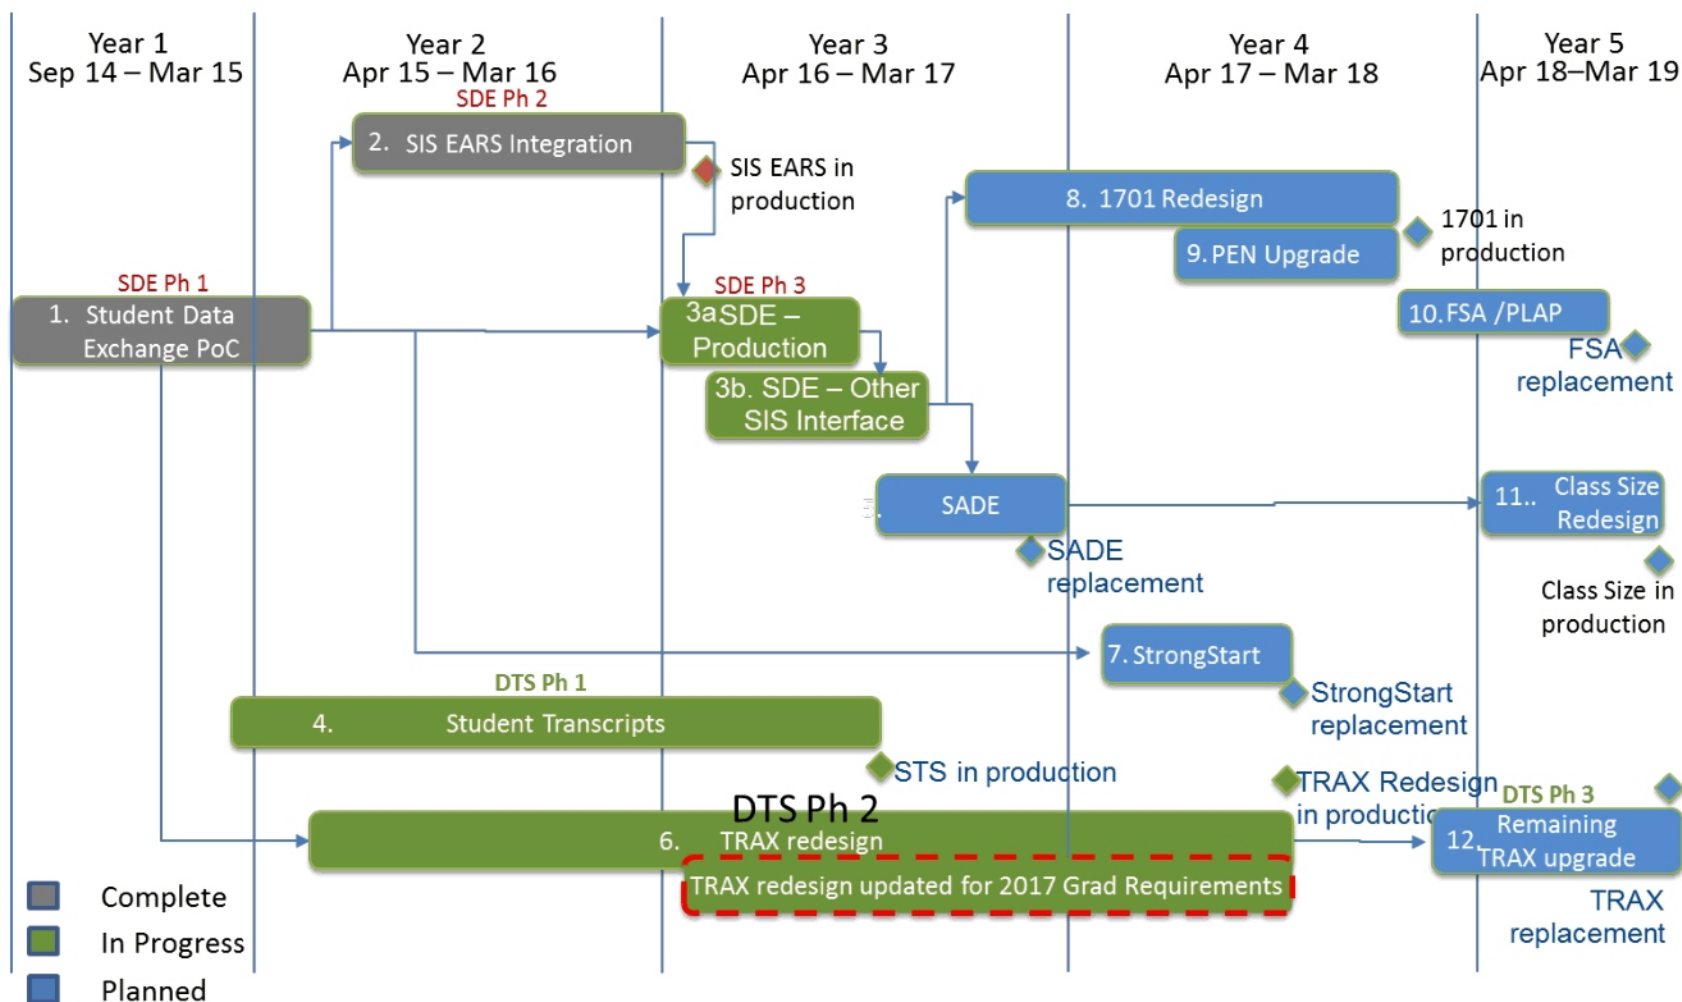 Year 1
Sep 14 – Mar 15
Year 2
Apr 15 – Mar 16
Year 3
Apr 16 – Mar 17
Year 4
Apr 17 – Mar 18
Year 5
Apr 18–Mar 19
SDE Ph 2
2. SIS EARS Integration
SIS EARS in
production
8. 1701 Redesign
1701 in
production
9. PEN Upgrade
SDE Ph 1
1. Student Data
Exchange PoC
SDE Ph 3
3a SDE –
Production
10. FSA /PLAP
FSA
replacement
3b. SDE – Other
SIS Interface
SADE
SADE
replacement
11.. Class Size
Redesign
Class Size in
production
7. StrongStart
StrongStart
replacement
DTS Ph 1
4. Student Transcripts
STS in production
TRAX Redesign
in productio
DTS Ph 2
6. TRAX redesign
TRAX redesign updated for 2017 Grad Requirements
DTS Ph 3
12. Remaining
TRAX upgrade
TRAX
replacement
Complete
In Progress
Planned